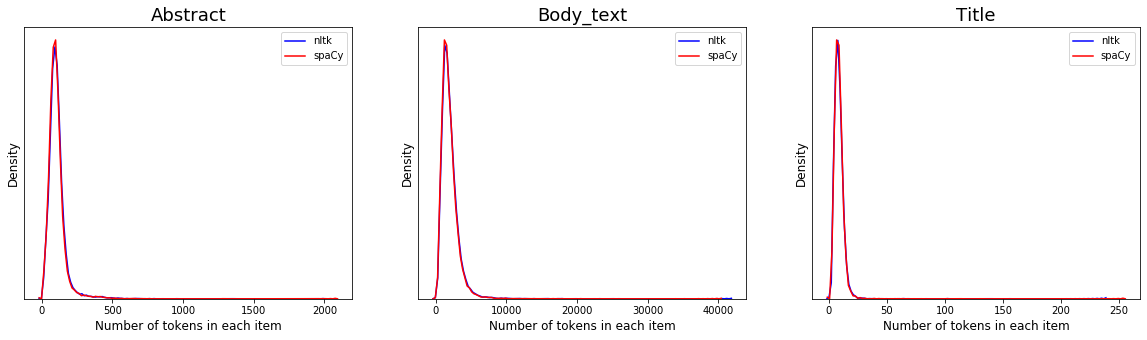 Abstract
Density
nltk
spaCy
0 500 1000 1500 2000
Number of tokens in each item
Body_text
Density
nltk
spaCy
0 10000 20000 30000 40000
Number of tokens in each item
Title
Density
nltk
spaCy
0 50 100 150 200 250
Number of tokens in each item